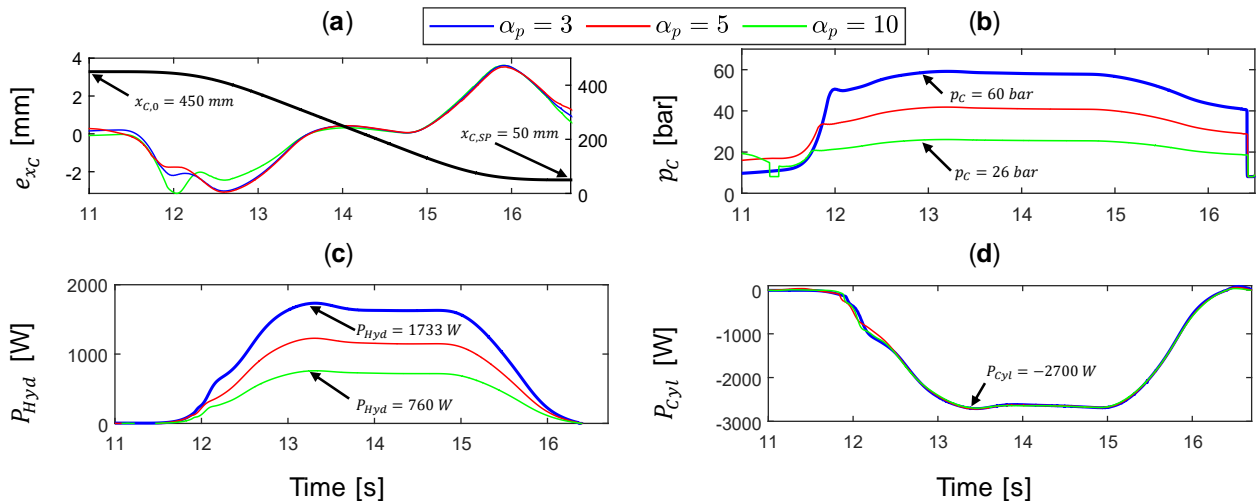 (a)
α_p = 3 α_p = 5 α_p = 10
(b)
4
2
0
-2
e_{x_C} [mm]
400
200
0
x_{C,0} = 450 mm
x_{C,SP} = 50 mm
11 12 13 14 15 16
60
40
20
0
p_C [bar]
p_C = 60 bar
p_C = 26 bar
11 12 13 14 15 16
(c)
(d)
2000
1000
0
P_{Hyd} [W]
P_{Hyd} = 1733 W
P_{Hyd} = 760 W
11 12 13 14 15 16
Time [s]
0
-1000
-2000
-3000
P_{Cyl} [W]
P_{Cyl} = −2700 W
11 12 13 14 15 16
Time [s]